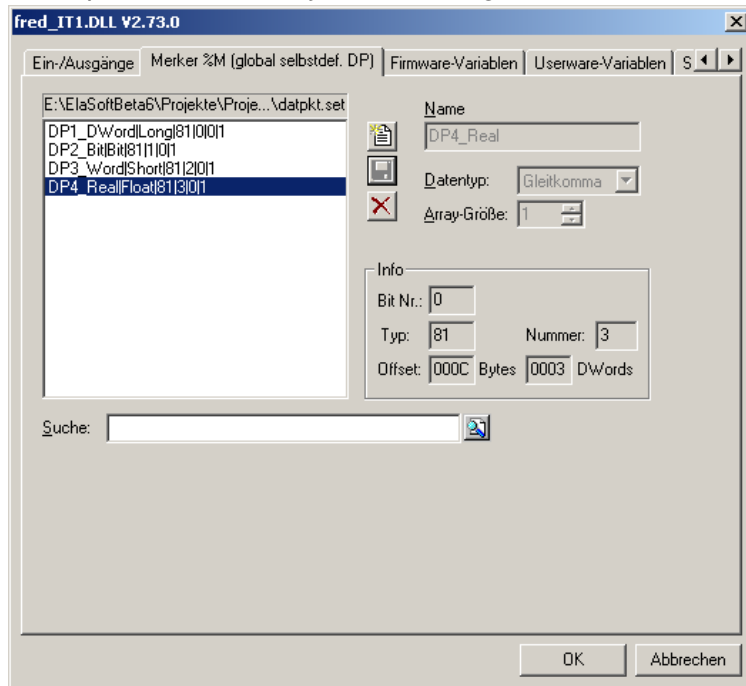 fred_IT1.DLL V2.73.0
Ein-/Ausgänge Merker %M (global selbstdef. DP) Firmware-Variablen Userware-Variablen S
E:\ElaSoftBeta6\Projekte\Proje...\datpkt.set
DP1_DWord|Long|81|0|0|1
DP2_Bit|Bit|81|1|0|1
DP3_Word|Short|81|2|0|1
DP4_Real|Float|81|3|0|1
Name
DP4_Real
Datentyp: Gleitkomma
Array-Größe: 1
Info
Bit Nr.: 0
Typ: 81 Nummer: 3
Offset: 000C Bytes 0003 DWords
Suche:
OK Abbrechen